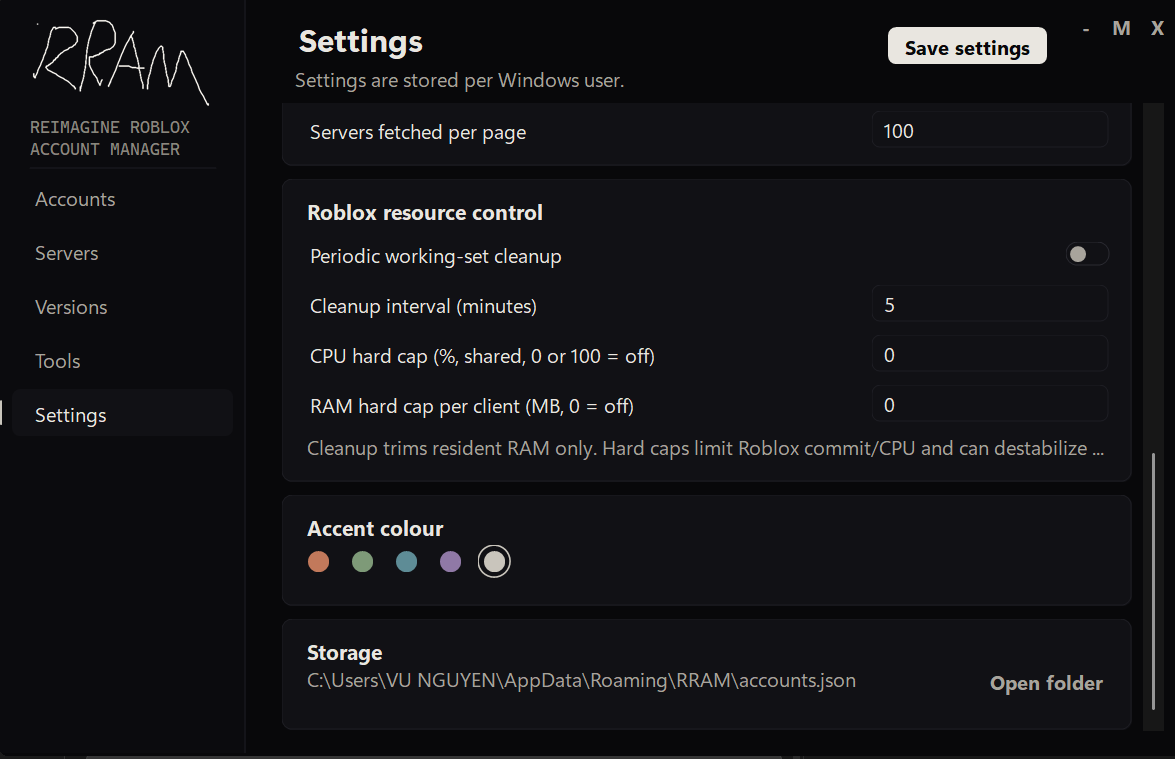 RRAM
REIMAGINE ROBLOX
ACCOUNT MANAGER
Accounts
Servers
Versions
Tools
Settings
Settings
Settings are stored per Windows user.
Save settings
- M X
Servers fetched per page
100
Roblox resource control
Periodic working-set cleanup
Cleanup interval (minutes)
5
CPU hard cap (%, shared, 0 or 100 = off)
0
RAM hard cap per client (MB, 0 = off)
0
Cleanup trims resident RAM only. Hard caps limit Roblox commit/CPU and can destabilize ...
Accent colour
Storage
C:\Users\VU NGUYEN\AppData\Roaming\RRAM\accounts.json
Open folder